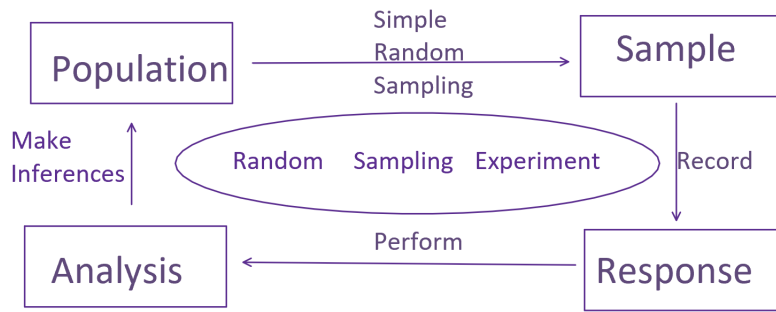 Population
Simple
Random
Sampling
Sample
Make
Inferences
Random Sampling Experiment
Record
Analysis
Perform
Response